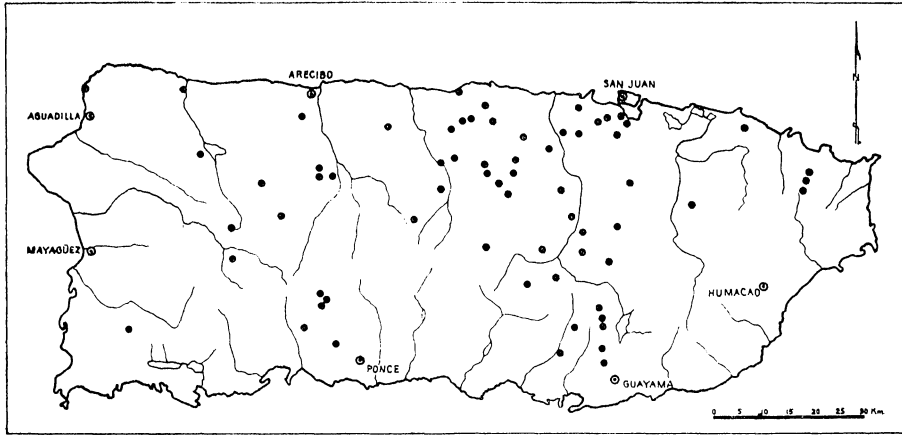 ARECIBO
SAN JUAN
N
AGUADILLA
MAYAGÜEZ
HUMACAO
PONCE
GUAYAMA
0 5 10 15 20 25 30 Km.